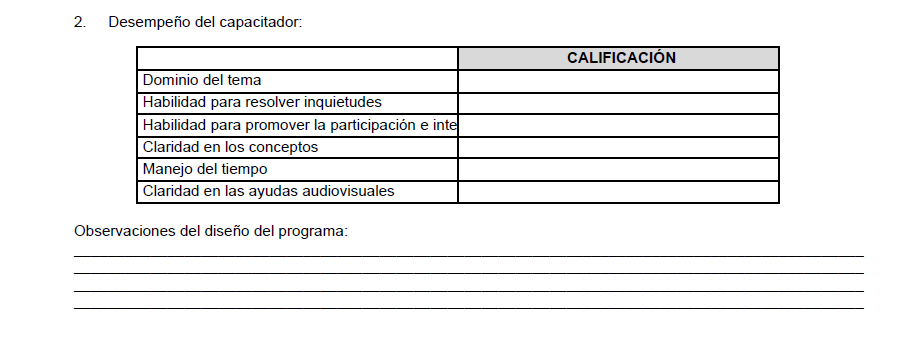 2. Desempeño del capacitador:
CALIFICACIÓN
Dominio del tema
Habilidad para resolver inquietudes
Habilidad para promover la participación e inte
Claridad en los conceptos
Manejo del tiempo
Claridad en las ayudas audiovisuales
Observaciones del diseño del programa: